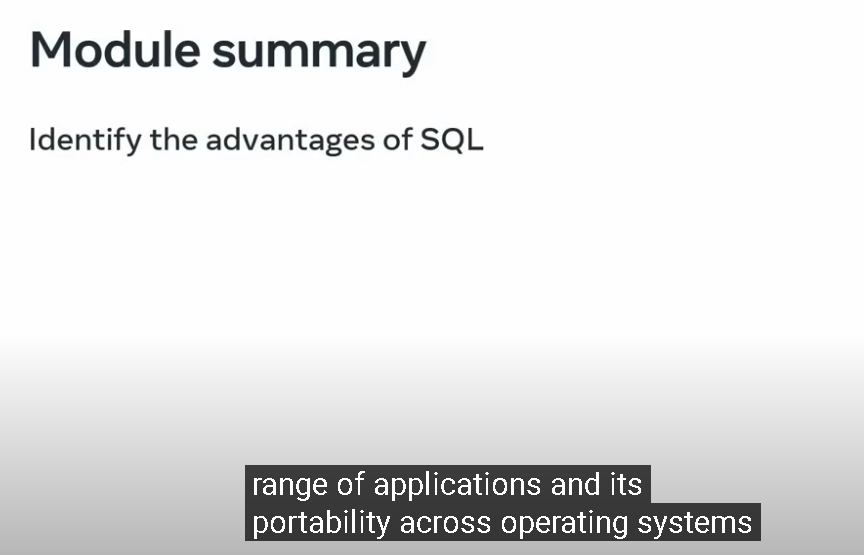 Module summary
Identify the advantages of SQL
range of applications and its
portability across operating systems